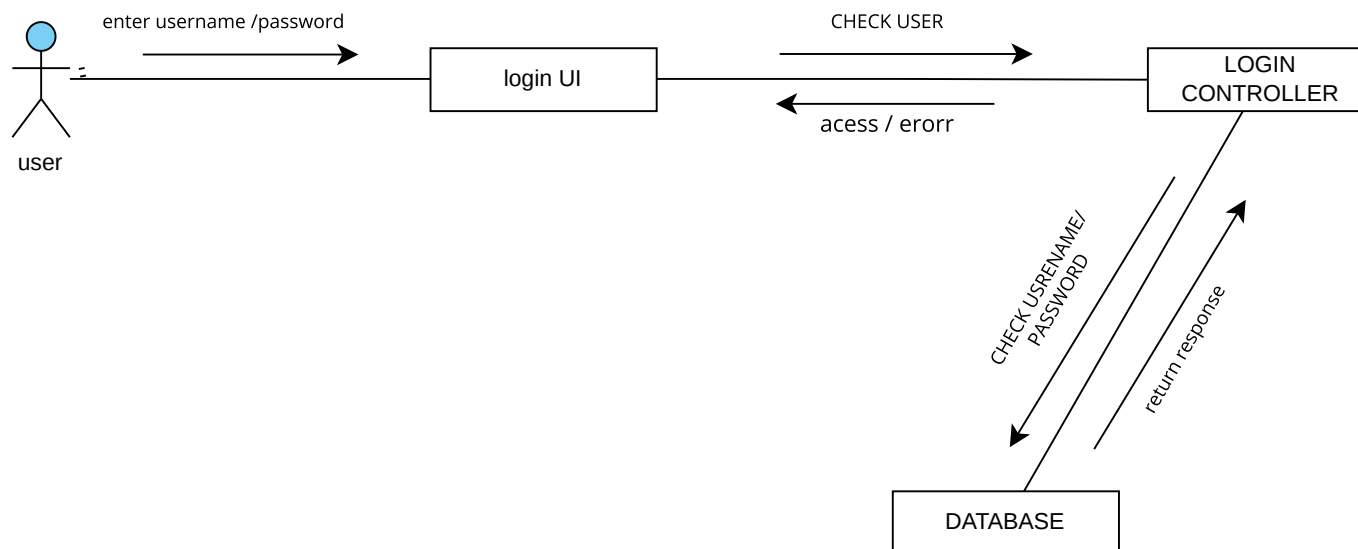 enter username /password
CHECK USER
login UI
LOGIN
CONTROLLER
acess / erorr
user
CHECK USRENAME/
PASSWORD
return response
DATABASE